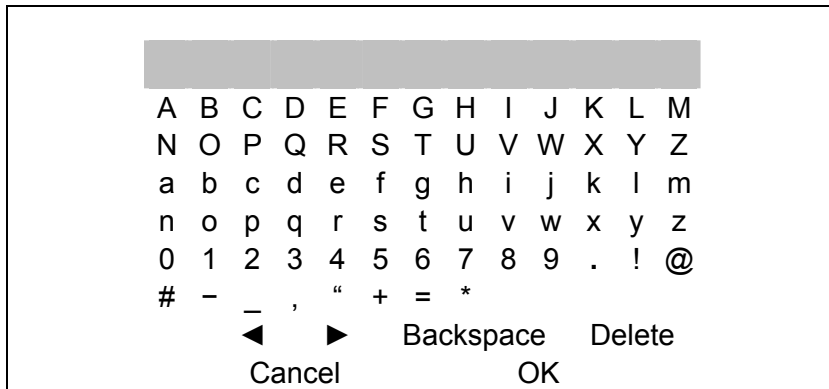 A B C D E F G H I J K L M
N O P Q R S T U V W X Y Z
a b c d e f g h i j k l m
n o p q r s t u v w x y z
0 1 2 3 4 5 6 7 8 9 . ! @
# − _ , “ + = *
◄ ► Backspace Delete
Cancel OK